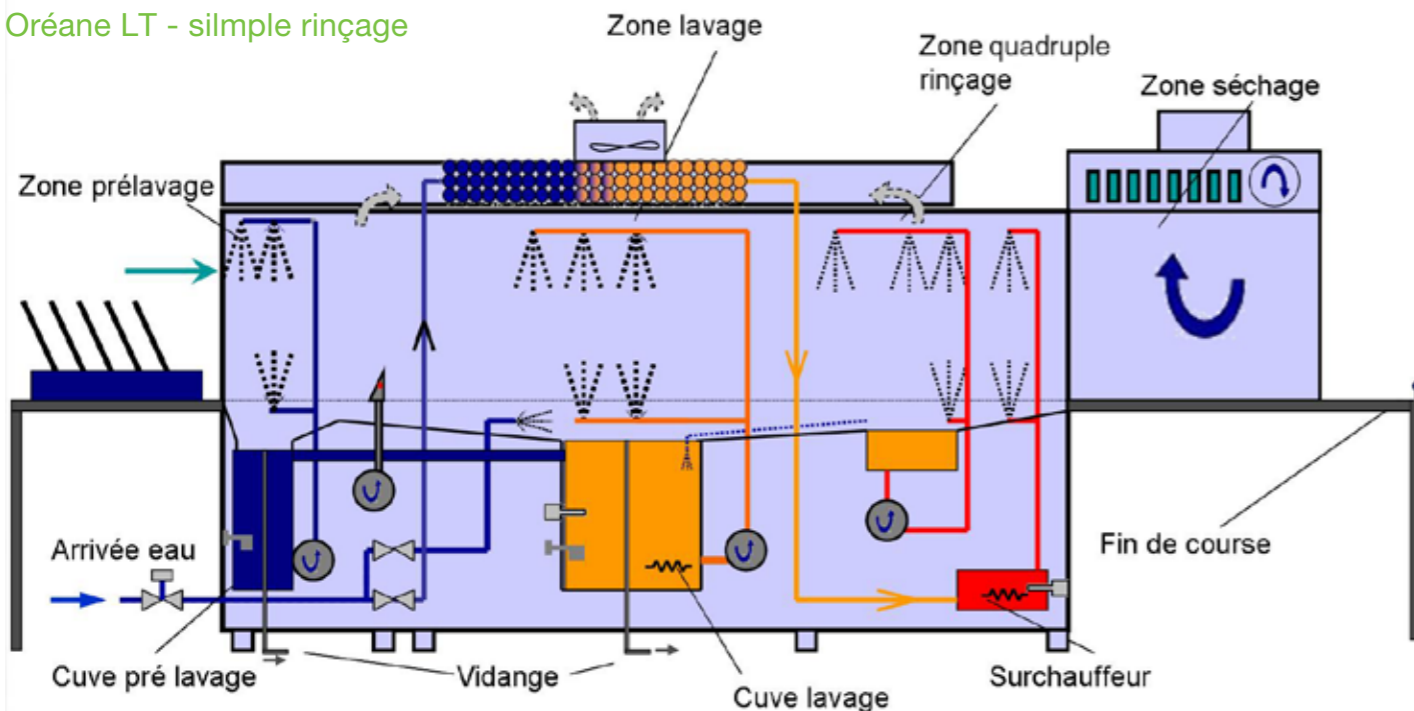 Oréane LT - silmple rinçage
Zone lavage
Zone quadruple
rinçage
Zone séchage
Zone prélavage
Arrivée eau
Fin de course
Cuve pré lavage
Vidange
Cuve lavage
Surchauffeur